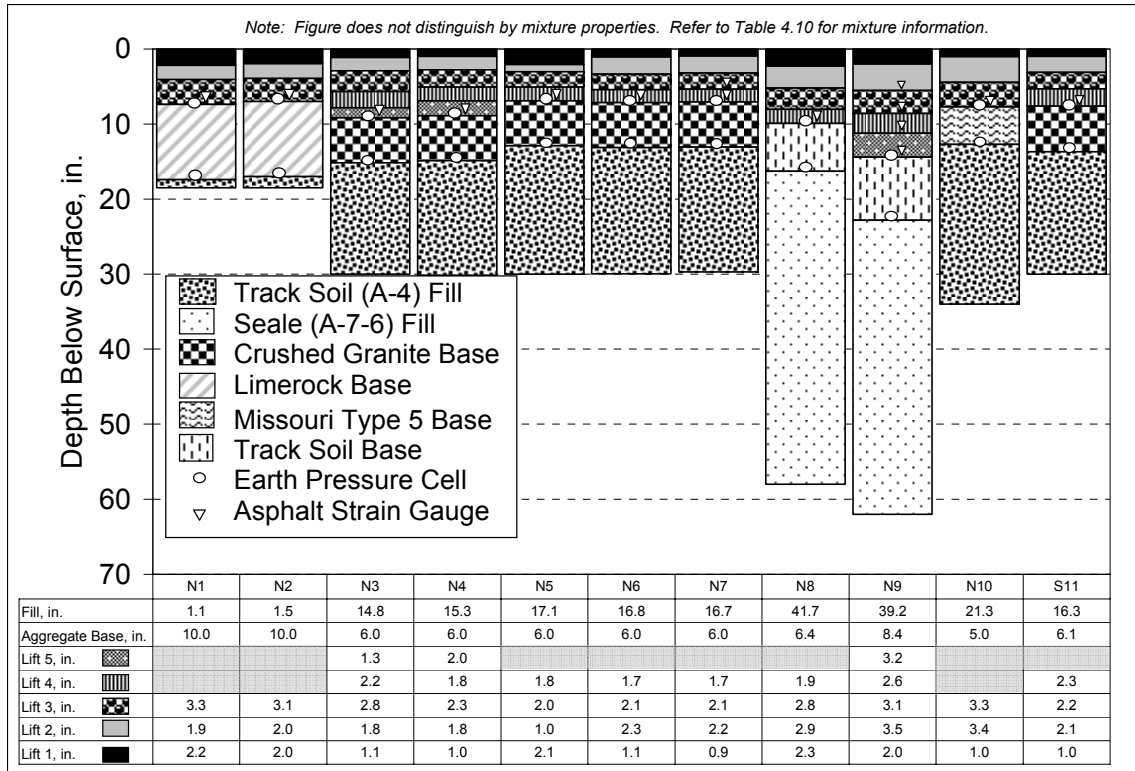 Note: Figure does not distinguish by mixture properties. Refer to Table 4.10 for mixture information.
0
10
20
30
40
50
60
70
Depth Below Surface, in.
Track Soil (A-4) Fill
Seale (A-7-6) Fill
Crushed Granite Base
Limerock Base
Missouri Type 5 Base
Track Soil Base
Earth Pressure Cell
Asphalt Strain Gauge
N1 N2 N3 N4 N5 N6 N7 N8 N9 N10 S11
Fill, in. 1.1 1.5 14.8 15.3 17.1 16.8 16.7 41.7 39.2 21.3 16.3
Aggregate Base, in. 10.0 10.0 6.0 6.0 6.0 6.0 6.0 6.4 8.4 5.0 6.1
Lift 5, in. 1.3 2.0 3.2
Lift 4, in. 2.2 1.8 1.8 1.7 1.7 1.9 2.6 2.3
Lift 3, in. 3.3 3.1 2.8 2.3 2.0 2.1 2.1 2.8 3.1 3.3 2.2
Lift 2, in. 1.9 2.0 1.8 1.8 1.0 2.3 2.2 2.9 3.5 3.4 2.1
Lift 1, in. 2.2 2.0 1.1 1.0 2.1 1.1 0.9 2.3 2.0 1.0 1.0